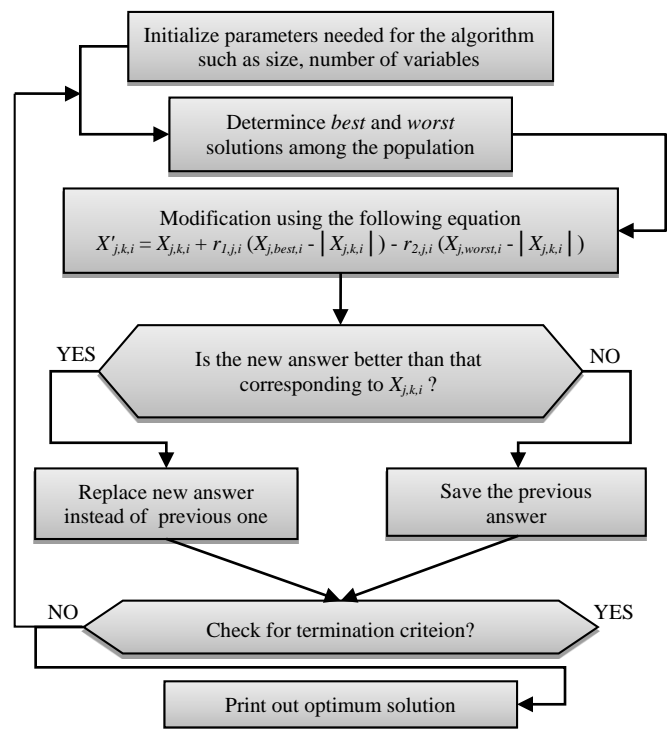 Initialize parameters needed for the algorithm
such as size, number of variables
Determince best and worst
solutions among the population
Modification using the following equation
X'j,k,i = Xj,k,i + r1,j,i (Xj,best,i - | Xj,k,i | ) - r2,j,i (Xj,worst,i - | Xj,k,i | )
YES
Is the new answer better than that
corresponding to Xj,k,i ?
NO
Replace new answer
instead of previous one
Save the previous
answer
NO
Check for termination criteion?
YES
Print out optimum solution